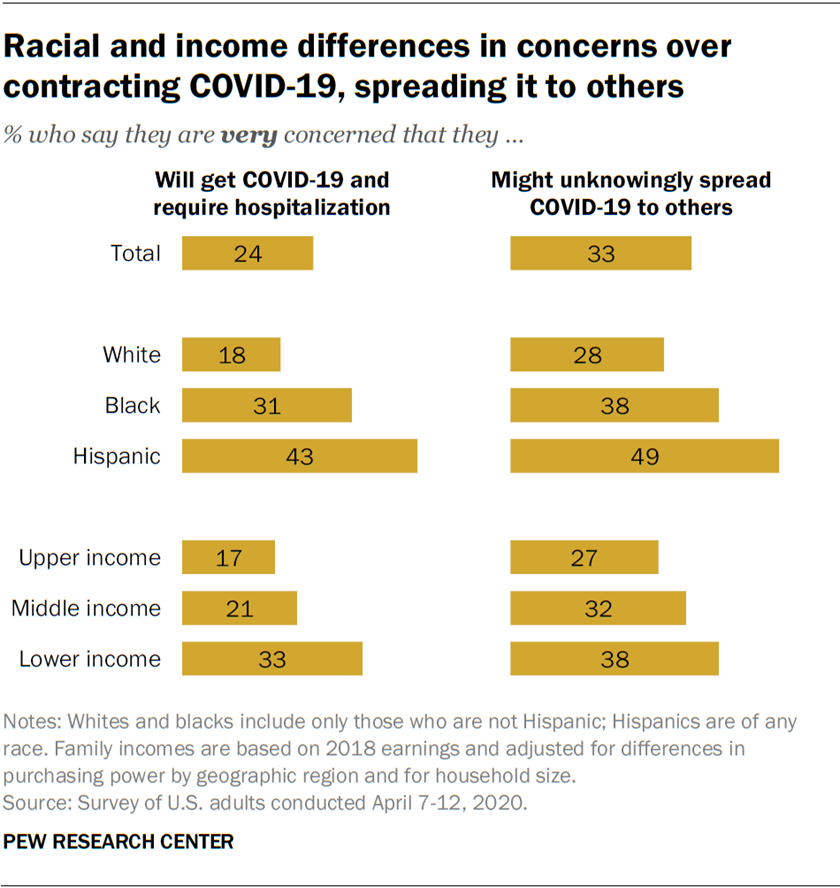 Racial and income differences in concerns over
contracting COVID-19, spreading it to others
% who say they are very concerned that they ...
Will get COVID-19 and
require hospitalization
Might unknowingly spread
COVID-19 to others
Total 24 33
White 18 28
Black 31 38
Hispanic 43 49
Upper income 17 27
Middle income 21 32
Lower income 33 38
Notes: Whites and blacks include only those who are not Hispanic; Hispanics are of any
race. Family incomes are based on 2018 earnings and adjusted for differences in
purchasing power by geographic region and for household size.
Source: Survey of U.S. adults conducted April 7-12, 2020.
PEW RESEARCH CENTER